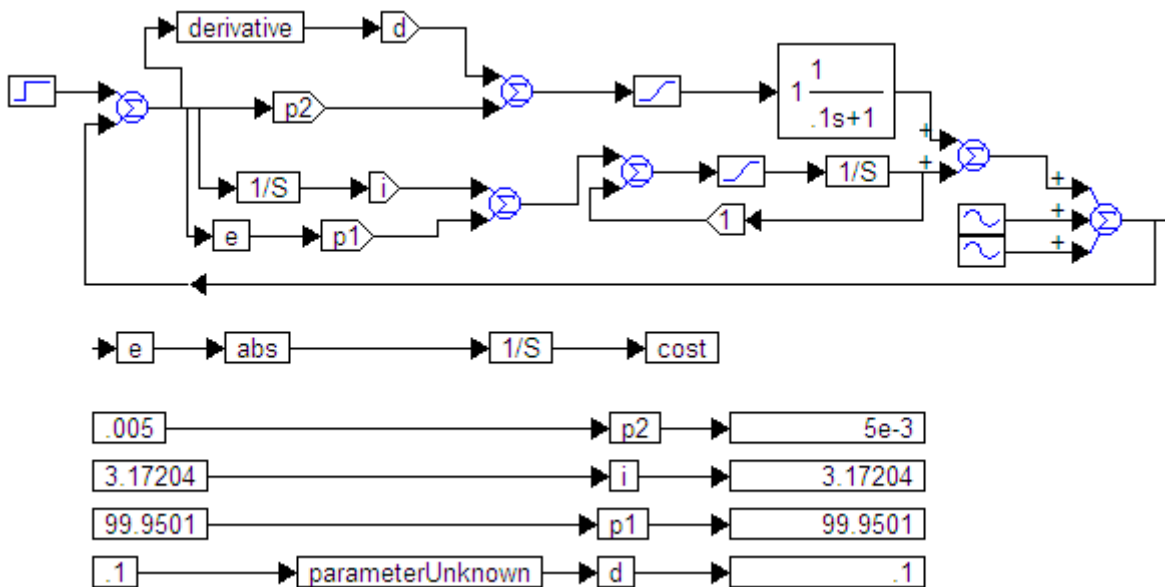 derivative d
p2
1
1
.1s+1
+
+
1/S i
1/S
+
e p1
1
+
+
e abs 1/S cost
.005 p2 5e-3
3.17204 i 3.17204
99.9501 p1 99.9501
.1 parameterUnknown d .1